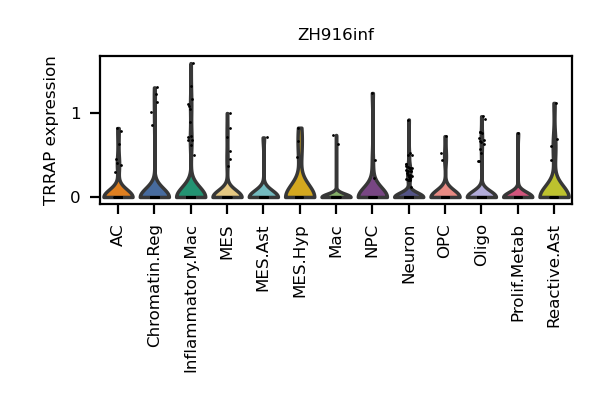 ZH916inf
TRRAP expression
1
0
AC
Chromatin.Reg
Inflammatory.Mac
MES
MES.Ast
MES.Hyp
Mac
NPC
Neuron
OPC
Oligo
Prolif.Metab
Reactive.Ast